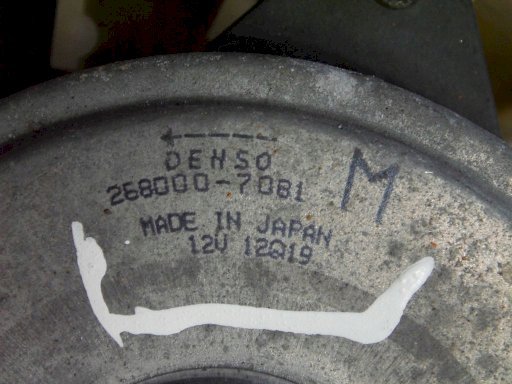 DENSO
268000-7081
M
MADE IN JAPAN
12V 12Q19